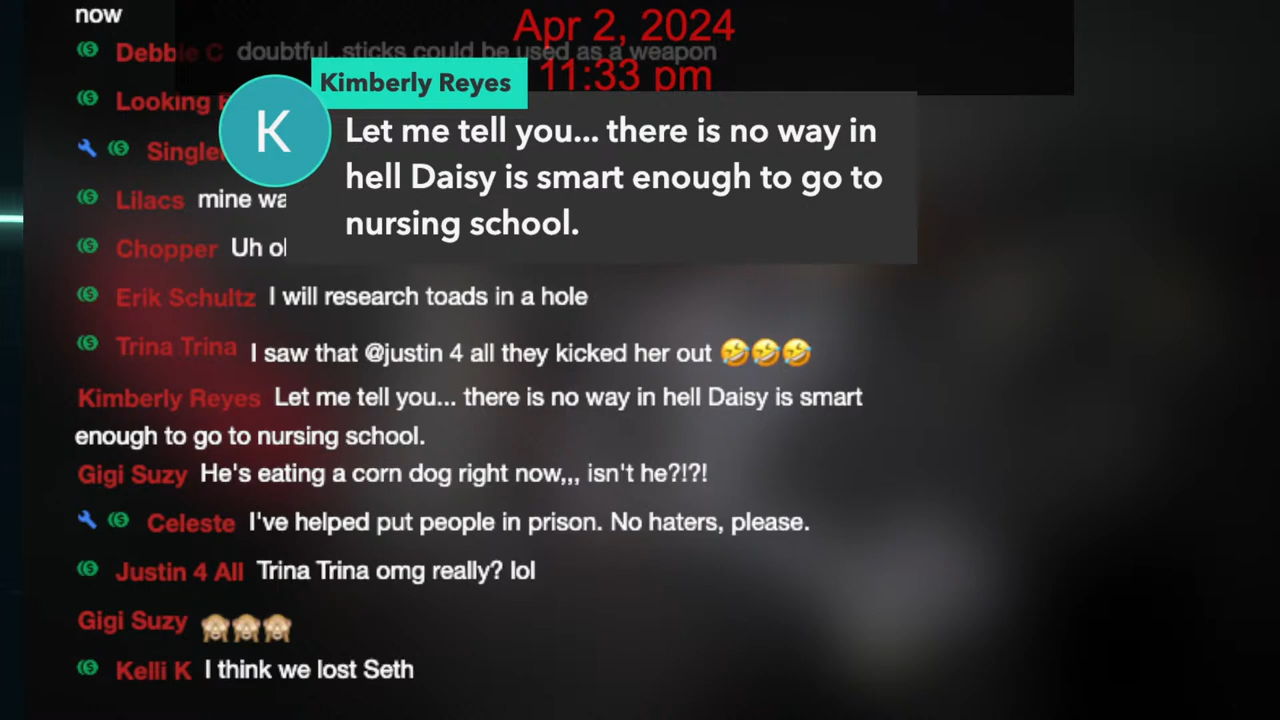 now
Apr 2, 2024
Debbie C doubtful..sticks could be used as a weapon
11:33 pm
Kimberly Reyes
Looking
K
Let me tell you... there is no way in
hell Daisy is smart enough to go to
nursing school.
Lilacs mine wa
Chopper Uh
Erik Schultz I will research toads in a hole
Trina Trina I saw that @justin 4 all they kicked her out 🤣🤣🤣
Kimberly Reyes Let me tell you... there is no way in hell Daisy is smart
enough to go to nursing school.
Gigi Suzy He's eating a corn dog right now,,, isn't he?!?!
Celeste I've helped put people in prison. No haters, please.
Justin 4 All Trina Trina omg really? lol
Gigi Suzy 🙈🙈🙈
Kelli K I think we lost Seth